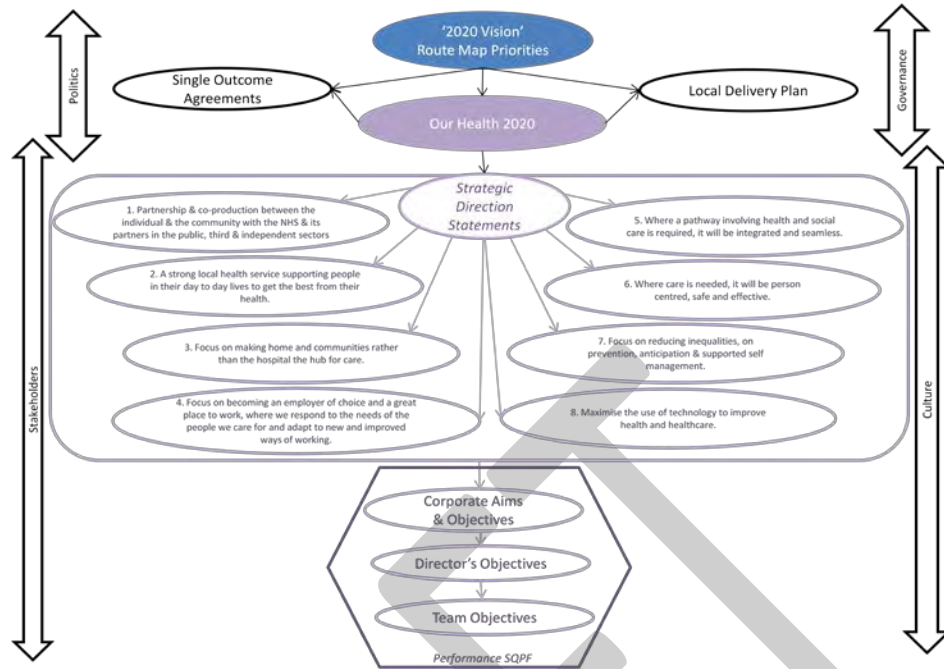 '2020 Vision'
Route Map Priorities
Politics
Governance
Single Outcome
Agreements
Local Delivery Plan
Our Health 2020
Stakeholders
Culture
Strategic
Direction
Statements
1. Partnership & co-production between the
individual & the community with the NHS & its
partners in the public, third & independent sectors
2. A strong local health service supporting people
in their day to day lives to get the best from their
health.
3. Focus on making home and communities rather
than the hospital the hub for care.
4. Focus on becoming an employer of choice and a great
place to work, where we respond to the needs of the
people we care for and adapt to new and improved
ways of working.
5. Where a pathway involving health and social
care is required, it will be integrated and seamless.
6. Where care is needed, it will be person
centred, safe and effective.
7. Focus on reducing inequalities, on
prevention, anticipation & supported self
management.
8. Maximise the use of technology to improve
health and healthcare.
Corporate Aims
& Objectives
Director's Objectives
Team Objectives
Performance SQPF